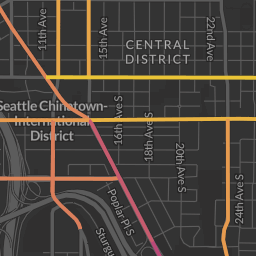 11th Ave
15th Ave
22nd Ave
CENTRAL
DISTRICT
Seattle Chinatown-
International
District
16th Ave S
18th Ave S
20th Ave S
24th Ave S
Poplar Pl S
Sturgu